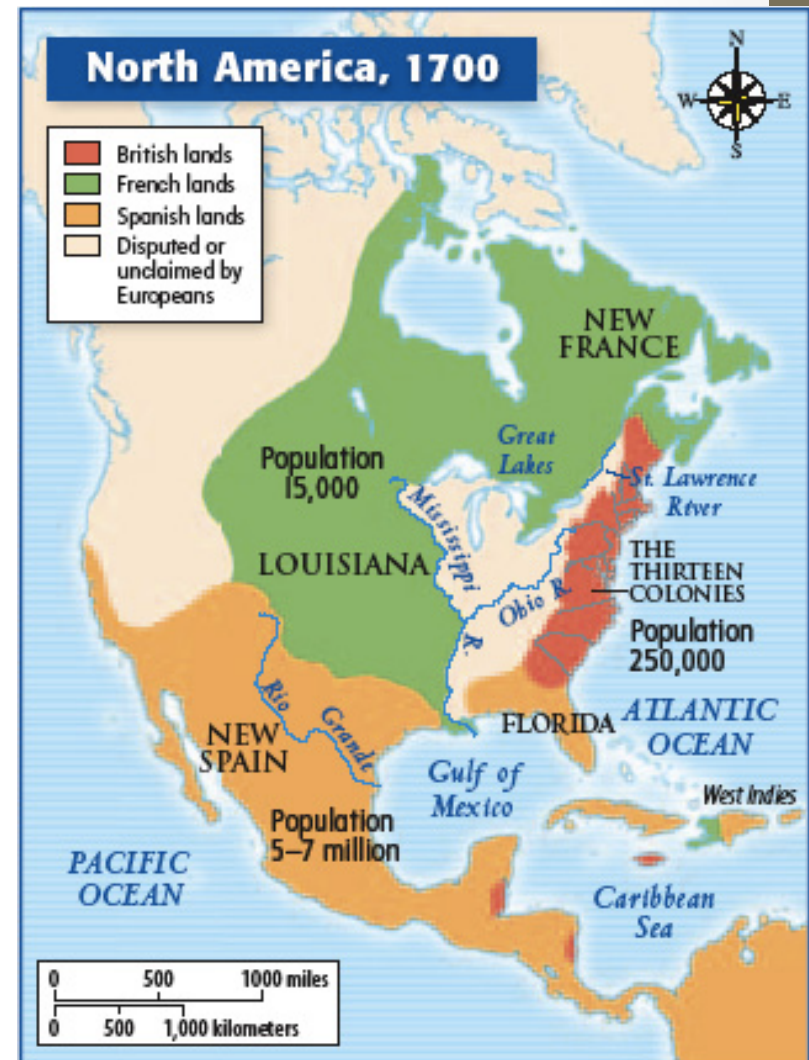 North America, 1700
N
W
E
S
British lands
French lands
Spanish lands
Disputed or
unclaimed by
Europeans
NEW
FRANCE
Great
Lakes
Population
15,000
St. Lawrence
River
Mississippi
R.
LOUISIANA
Ohio R.
THE
THIRTEEN
COLONIES
Population
250,000
Rio
Grande
NEW
SPAIN
FLORIDA
ATLANTIC
OCEAN
Gulf of
Mexico
West Indies
Population
5–7 million
PACIFIC
OCEAN
Caribbean
Sea
0 500 1000 miles
0 500 1,000 kilometers